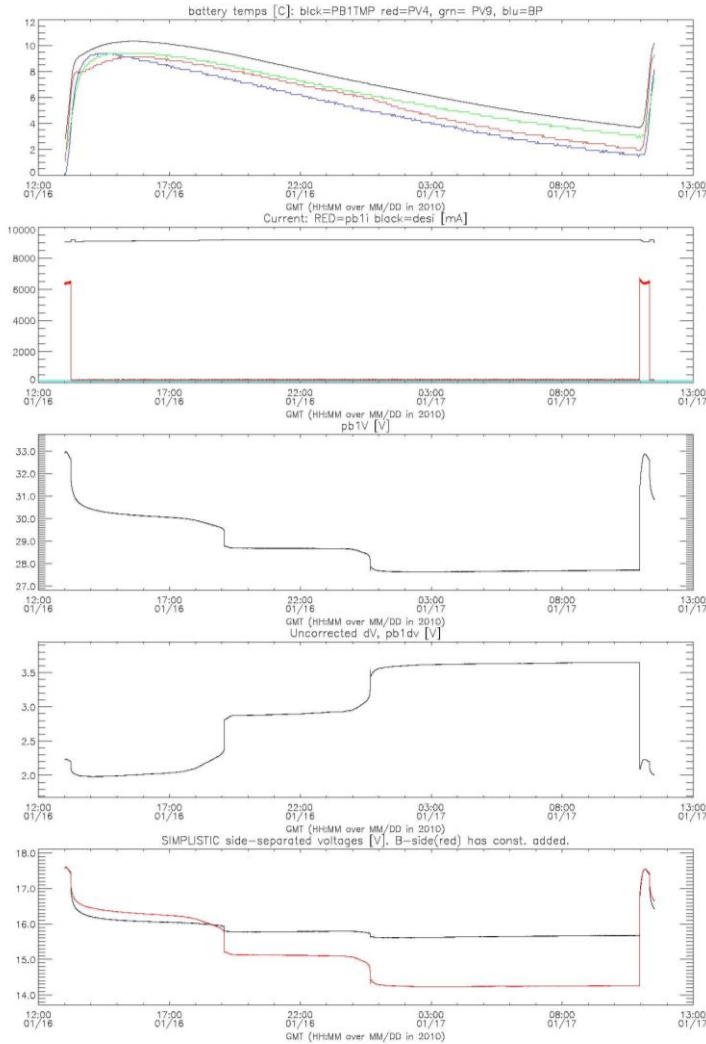 battery temps [C]: blck=PB1TMP red=PV4, grn= PV9, blu=BP
12
10
8
6
4
2
0
12:00 17:00 22:00 03:00 08:00 13:00
01/16 01/16 01/16 01/17 01/17 01/17
GMT (HH:MM over MM/DD in 2010)
Current: RED=pb1i black=desi [mA]
10000
8000
6000
4000
2000
0
12:00 17:00 22:00 03:00 08:00 13:00
01/16 01/16 01/16 01/17 01/17 01/17
GMT (HH:MM over MM/DD in 2010)
pb1V [V]
33.0
32.0
31.0
30.0
29.0
28.0
27.0
12:00 17:00 22:00 03:00 08:00 13:00
01/16 01/16 01/16 01/17 01/17 01/17
GMT (HH:MM over MM/DD in 2010)
Uncorrected dV, pb1dv [V]
3.5
3.0
2.5
2.0
12:00 17:00 22:00 03:00 08:00 13:00
01/16 01/16 01/16 01/17 01/17 01/17
GMT (HH:MM over MM/DD in 2010)
SIMPLISTIC side-separated voltages [V], B-side(red) has const. added.
18.0
17.0
16.0
15.0
14.0
12:00 17:00 22:00 03:00 08:00 13:00
01/16 01/16 01/16 01/17 01/17 01/17
GMT (HH:MM over MM/DD in 2010)